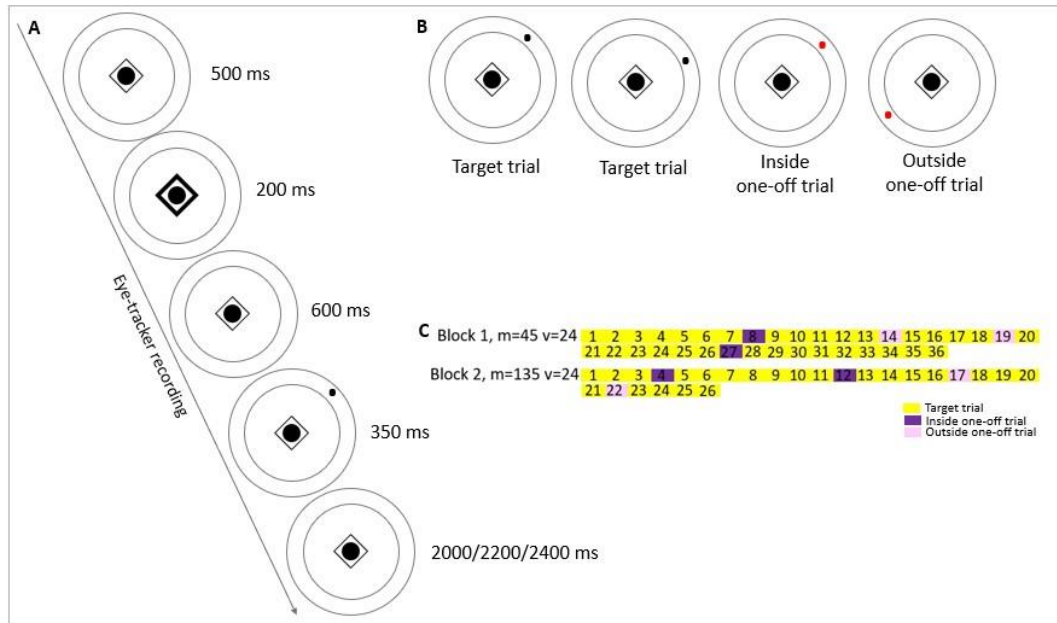 A
500 ms
200 ms
600 ms
350 ms
2000/2200/2400 ms
Eye-tracker recording
B
Target trial
Target trial
Inside
one-off trial
Outside
one-off trial
C
Block 1, m=45 v=24 1 2 3 4 5 6 7 8 9 10 11 12 13 14 15 16 17 18 19 20
21 22 23 24 25 26 27 28 29 30 31 32 33 34 35 36
Block 2, m=135 v=24 1 2 3 4 5 6 7 8 9 10 11 12 13 14 15 16 17 18 19 20
21 22 23 24 25 26
Target trial
Inside one-off trial
Outside one-off trial